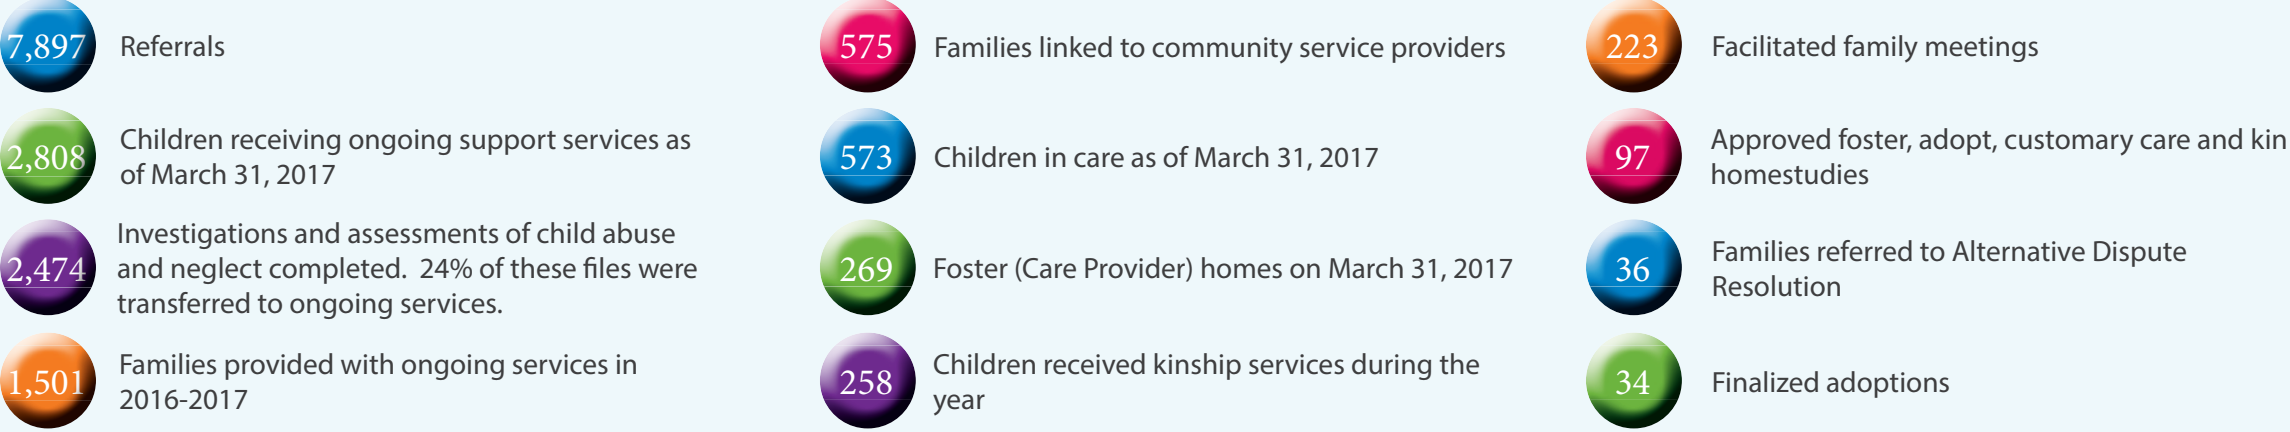 7,897
Referrals
2,808
Children receiving ongoing support services as
of March 31, 2017
2,474
Investigations and assessments of child abuse
and neglect completed.  24% of these files were
transferred to ongoing services.
1,501
Families provided with ongoing services in
2016-2017
575
Families linked to community service providers
573
Children in care as of March 31, 2017
269
Foster (Care Provider) homes on March 31, 2017
258
Children received kinship services during the
year
223
Facilitated family meetings
97
Approved foster, adopt, customary care and kin
homestudies
36
Families referred to Alternative Dispute
Resolution
34
Finalized adoptions